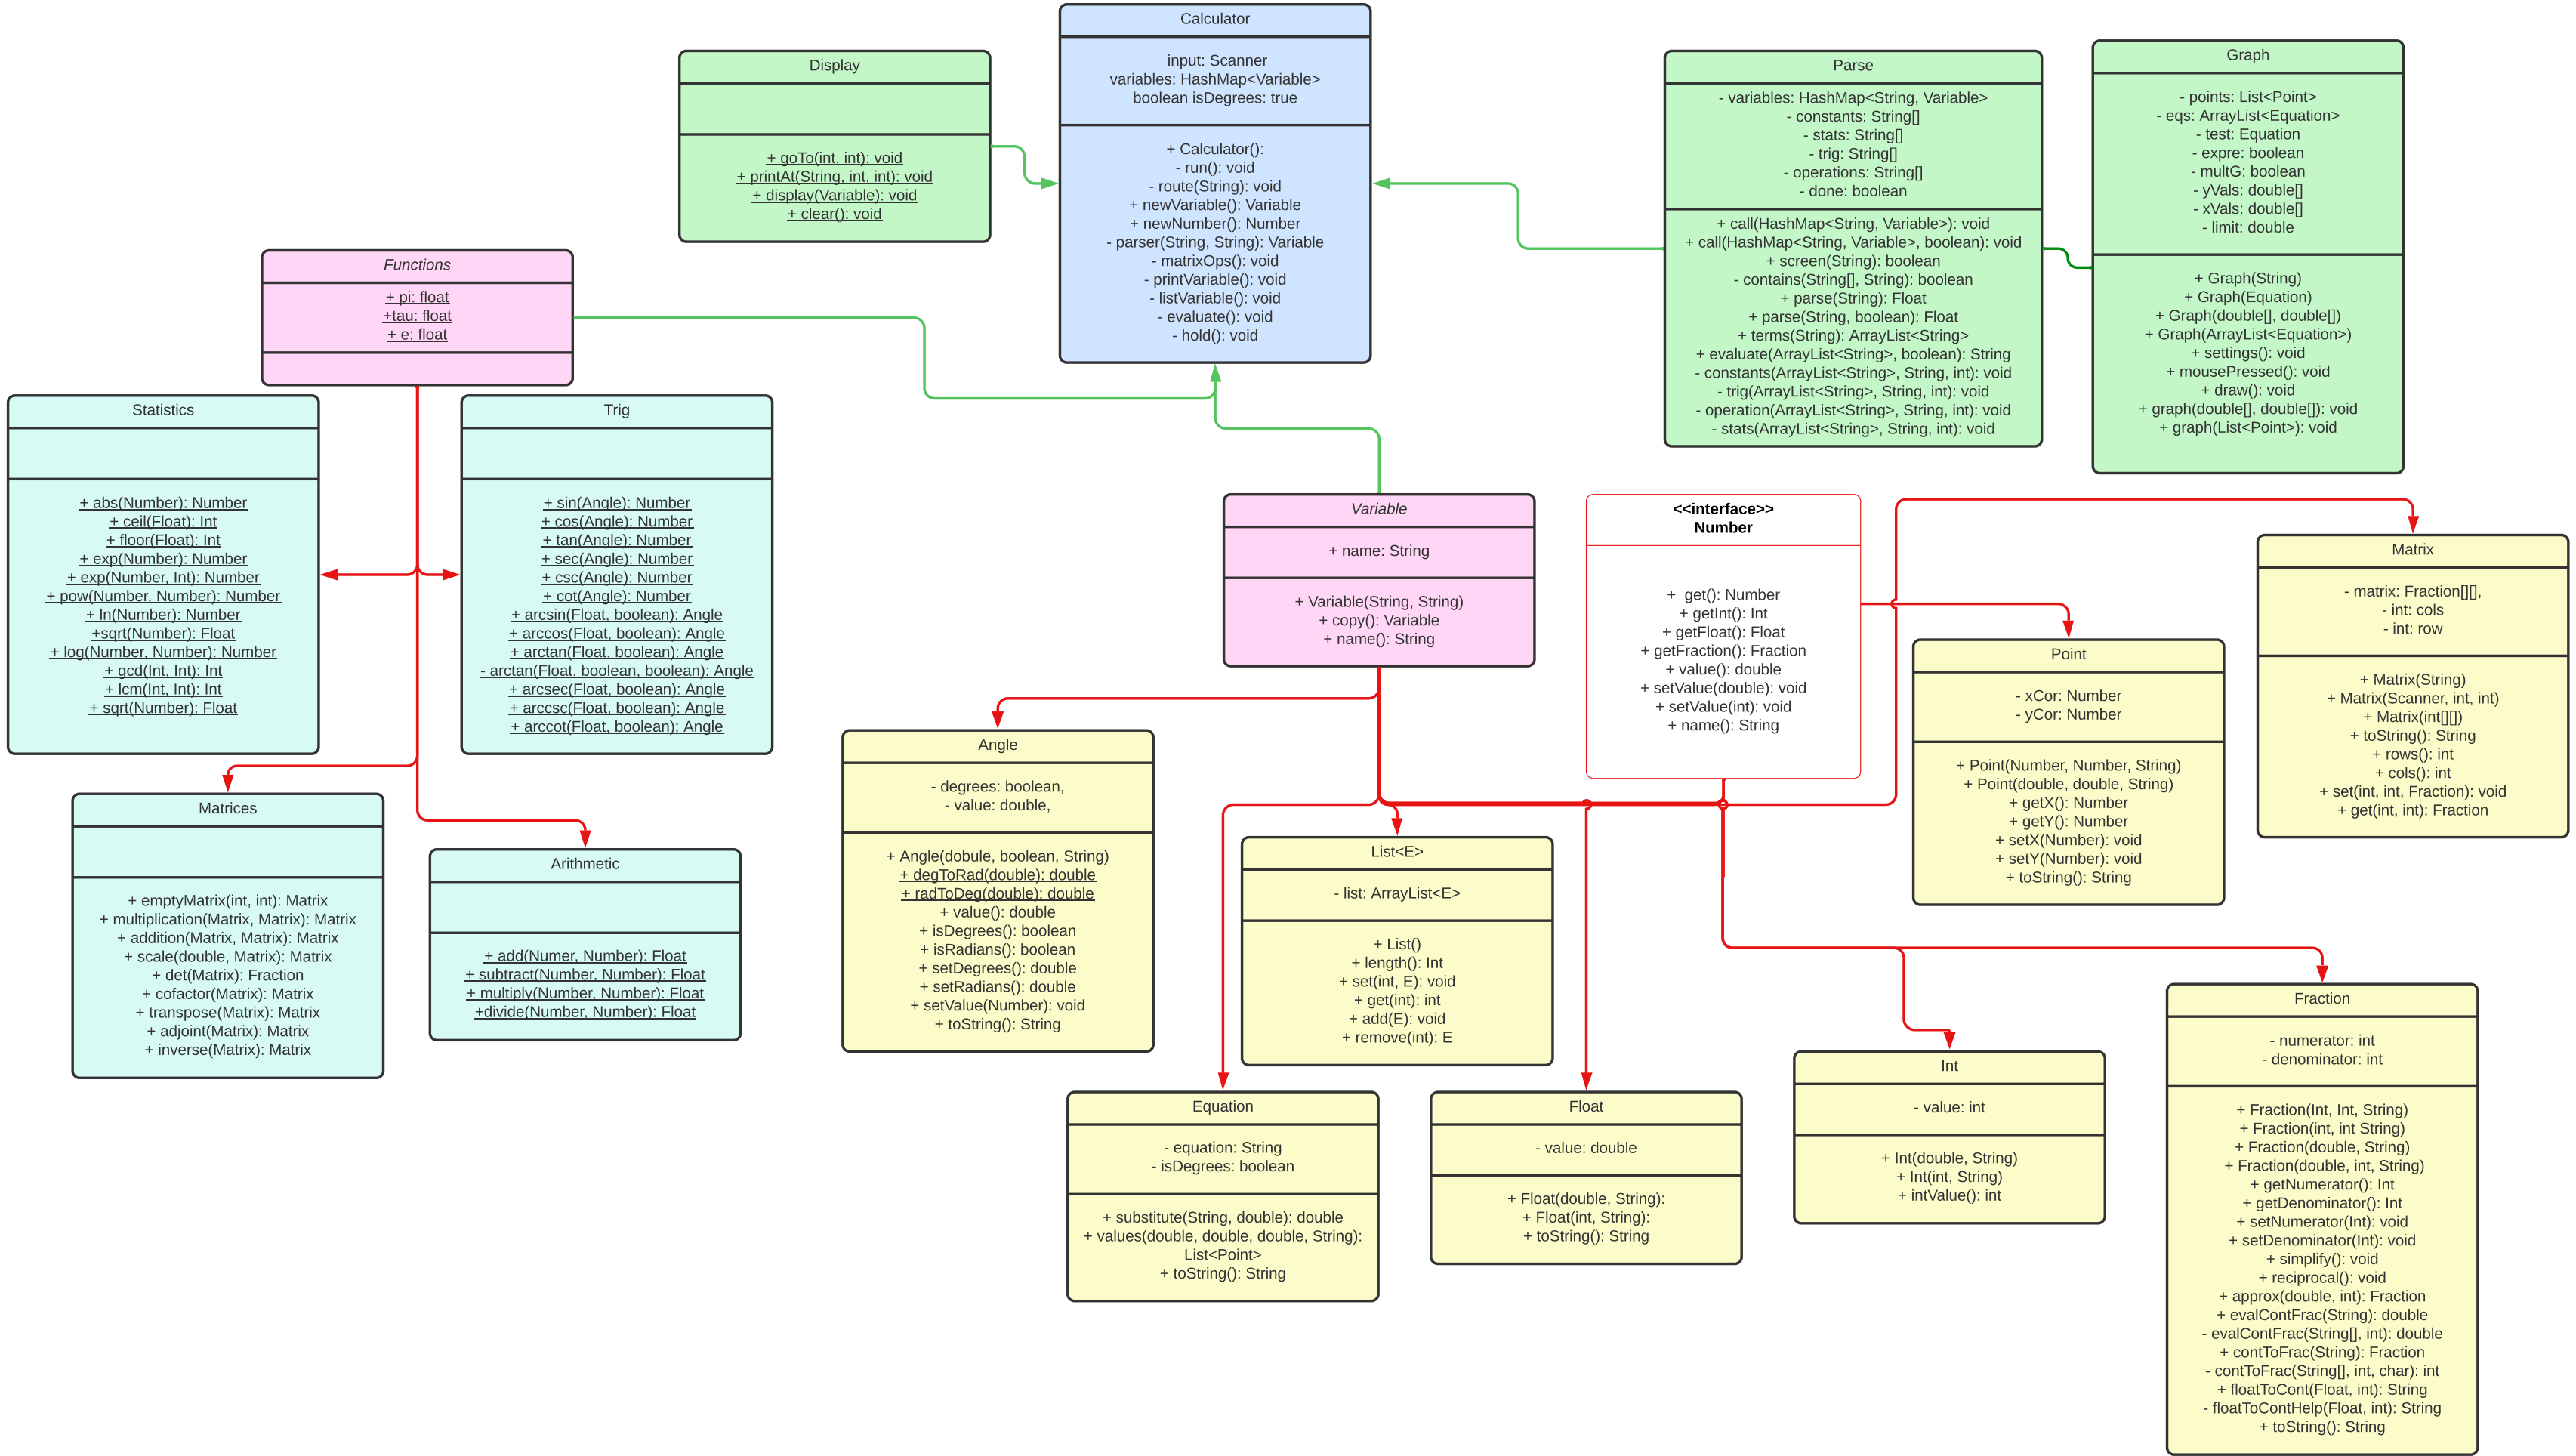 Calculator
input: Scanner
variables: HashMap<Variable>
boolean isDegrees: true
+ Calculator():
- run(): void
- route(String): void
+ newVariable(): Variable
+ newNumber(): Number
- parser(String, String): Variable
- matrixOps(): void
- printVariable(): void
- listVariable(): void
- evaluate(): void
- hold(): void
Display
+ goTo(int, int): void
+ printAt(String, int, int): void
+ display(Variable): void
+ clear(): void
Parse
- variables: HashMap<String, Variable>
- constants: String[]
- stats: String[]
- trig: String[]
- operations: String[]
- done: boolean
+ call(HashMap<String, Variable>): void
+ call(HashMap<String, Variable>, boolean): void
+ screen(String): boolean
- contains(String[], String): boolean
+ parse(String): Float
+ parse(String, boolean): Float
+ terms(String): ArrayList<String>
+ evaluate(ArrayList<String>, boolean): String
- constants(ArrayList<String>, String, int): void
- trig(ArrayList<String>, String, int): void
- operation(ArrayList<String>, String, int): void
- stats(ArrayList<String>, String, int): void
Graph
- points: List<Point>
- eqs: ArrayList<Equation>
- test: Equation
- expre: boolean
- multG: boolean
- yVals: double[]
- xVals: double[]
- limit: double
+ Graph(String)
+ Graph(Equation)
+ Graph(double[], double[])
+ Graph(ArrayList<Equation>)
+ settings(): void
+ mousePressed(): void
+ draw(): void
+ graph(double[], double[]): void
+ graph(List<Point>): void
Functions
+ pi: float
+tau: float
+ e: float
Statistics
+ abs(Number): Number
+ ceil(Float): Int
+ floor(Float): Int
+ exp(Number): Number
+ exp(Number, Int): Number
+ pow(Number, Number): Number
+ ln(Number): Number
+sqrt(Number): Float
+ log(Number, Number): Number
+ gcd(Int, Int): Int
+ lcm(Int, Int): Int
+ sqrt(Number): Float
Trig
+ sin(Angle): Number
+ cos(Angle): Number
+ tan(Angle): Number
+ sec(Angle): Number
+ csc(Angle): Number
+ cot(Angle): Number
+ arcsin(Float, boolean): Angle
+ arccos(Float, boolean): Angle
+ arctan(Float, boolean): Angle
- arctan(Float, boolean, boolean): Angle
+ arcsec(Float, boolean): Angle
+ arccsc(Float, boolean): Angle
+ arccot(Float, boolean): Angle
Variable
+ name: String
+ Variable(String, String)
+ copy(): Variable
+ name(): String
<<interface>>
Number
+  get(): Number
+ getInt(): Int
+ getFloat(): Float
+ getFraction(): Fraction
+ value(): double
+ setValue(double): void
+ setValue(int): void
+ name(): String
Matrix
- matrix: Fraction[][],
- int: cols
- int: row
+ Matrix(String)
+ Matrix(Scanner, int, int)
+ Matrix(int[][])
+ toString(): String
+ rows(): int
+ cols(): int
+ set(int, int, Fraction): void
+ get(int, int): Fraction
Point
- xCor: Number
- yCor: Number
+ Point(Number, Number, String)
+ Point(double, double, String)
+ getX(): Number
+ getY(): Number
+ setX(Number): void
+ setY(Number): void
+ toString(): String
Matrices
+ emptyMatrix(int, int): Matrix
+ multiplication(Matrix, Matrix): Matrix
+ addition(Matrix, Matrix): Matrix
+ scale(double, Matrix): Matrix
+ det(Matrix): Fraction
+ cofactor(Matrix): Matrix
+ transpose(Matrix): Matrix
+ adjoint(Matrix): Matrix
+ inverse(Matrix): Matrix
Arithmetic
+ add(Numer, Number): Float
+ subtract(Number, Number): Float
+ multiply(Number, Number): Float
+divide(Number, Number): Float
Angle
- degrees: boolean,
- value: double,
+ Angle(dobule, boolean, String)
+ degToRad(double): double
+ radToDeg(double): double
+ value(): double
+ isDegrees(): boolean
+ isRadians(): boolean
+ setDegrees(): double
+ setRadians(): double
+ setValue(Number): void
+ toString(): String
List<E>
- list: ArrayList<E>
+ List()
+ length(): Int
+ set(int, E): void
+ get(int): int
+ add(E): void
+ remove(int): E
Equation
- equation: String
- isDegrees: boolean
+ substitute(String, double): double
+ values(double, double, double, String):
List<Point>
+ toString(): String
Float
- value: double
+ Float(double, String):
+ Float(int, String):
+ toString(): String
Int
- value: int
+ Int(double, String)
+ Int(int, String)
+ intValue(): int
Fraction
- numerator: int
- denominator: int
+ Fraction(Int, Int, String)
+ Fraction(int, int String)
+ Fraction(double, String)
+ Fraction(double, int, String)
+ getNumerator(): Int
+ getDenominator(): Int
+ setNumerator(Int): void
+ setDenominator(Int): void
+ simplify(): void
+ reciprocal(): void
+ approx(double, int): Fraction
+ evalContFrac(String): double
- evalContFrac(String[], int): double
+ contToFrac(String): Fraction
- contToFrac(String[], int, char): int
+ floatToCont(Float, int): String
- floatToContHelp(Float, int): String
+ toString(): String